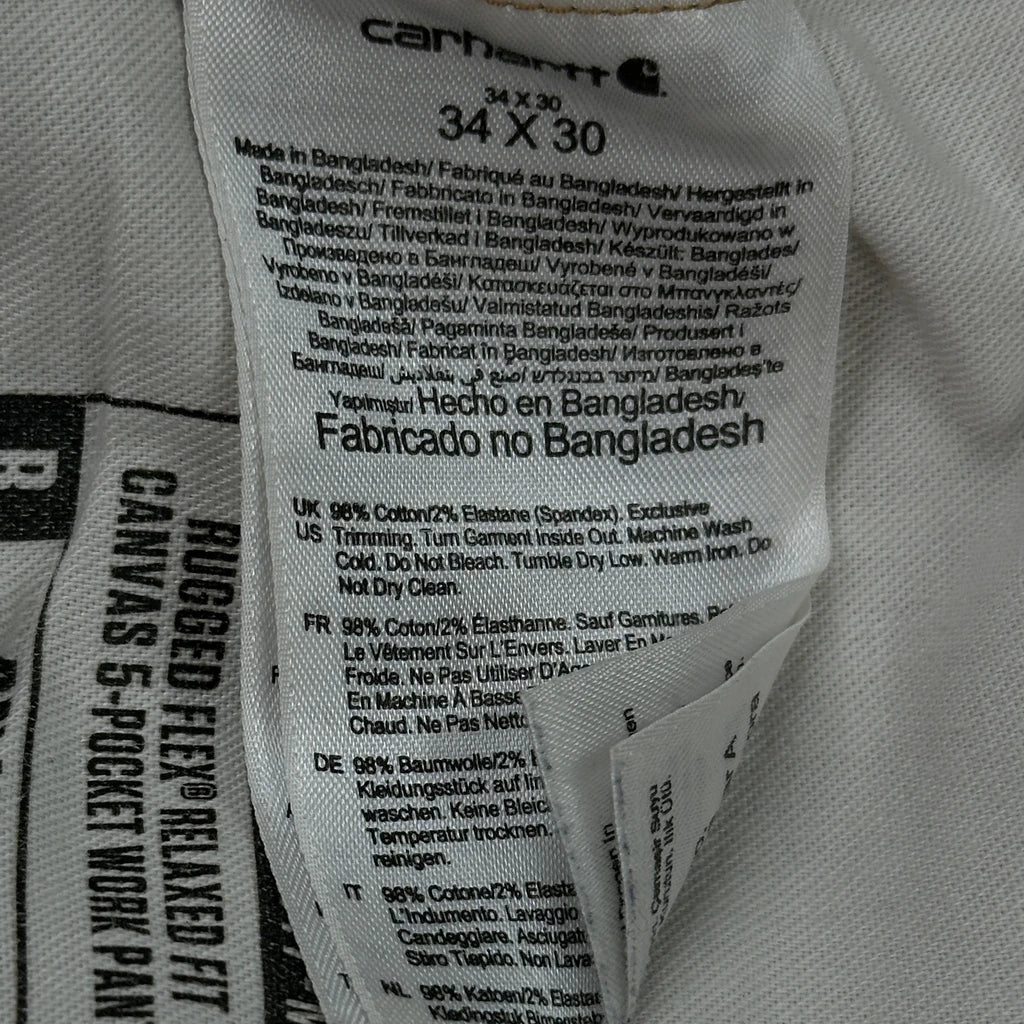 carhartt
34 X 30
34 X 30
Made in Bangladesh/ Fabriqué au Bangladesh/ Hergestellt in
Bangladesch/ Fabbricato in Bangladesh/ Vervaardigd in
Bangladesh/ Fremstillet i Bangladesh/ Wyprodukowano w
Bangladeszu/ Tillverkad i Bangladesh/ Készült: Banglades/
Произведено в Бангладеш/ Vyrobené v Bangladéši/
Vyrobeno v Bangladéši/ Κατασκευάζεται στο Μπανγκλαντές/
Izdelano v Bangladešu/ Valmistatud Bangladeshis/ Ražots
Bangladešā/ Pagaminta Bangladeše/ Produsert i
Bangladesh/ Fabricat în Bangladesh/ Изготовлено в
Бангладеш/ صنع في بنغلاديش/ מיוצר בבנגלדש/ Bangladeş'te
Yapılmıştır/ Hecho en Bangladesh/
Fabricado no Bangladesh
UK 98% Cotton/2% Elastane (Spandex). Exclusive
US Trimming. Turn Garment Inside Out. Machine Wash
Cold. Do Not Bleach. Tumble Dry Low. Warm Iron. Do
Not Dry Clean.
FR 98% Coton/2% Élasthanne. Sauf Garnitures.
Le Vêtement Sur L'Envers. Laver En
Froide. Ne Pas Utiliser
En Machine À Basse
Chaud. Ne Pas
DE 98% Baumwolle/2%
Kleidungsstück auf
waschen. Keine
Temperatur trocknen.
reinigen.
IT 98% Cotone/2%
L'Indumento. Lavaggio
Candeggiare.
Stiro Tiepido. Non
NL 98% Katoen/2%
Kledingstuk
RUGGED FLEX® RELAXED FIT
CANVAS 5-POCKET WORK PAN